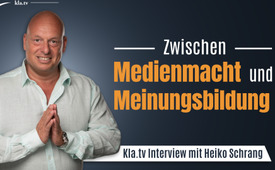 kla.tv
Zwischen
Medienmacht und
Meinungsbildung
Kla.tv Interview mit Heiko Schrang